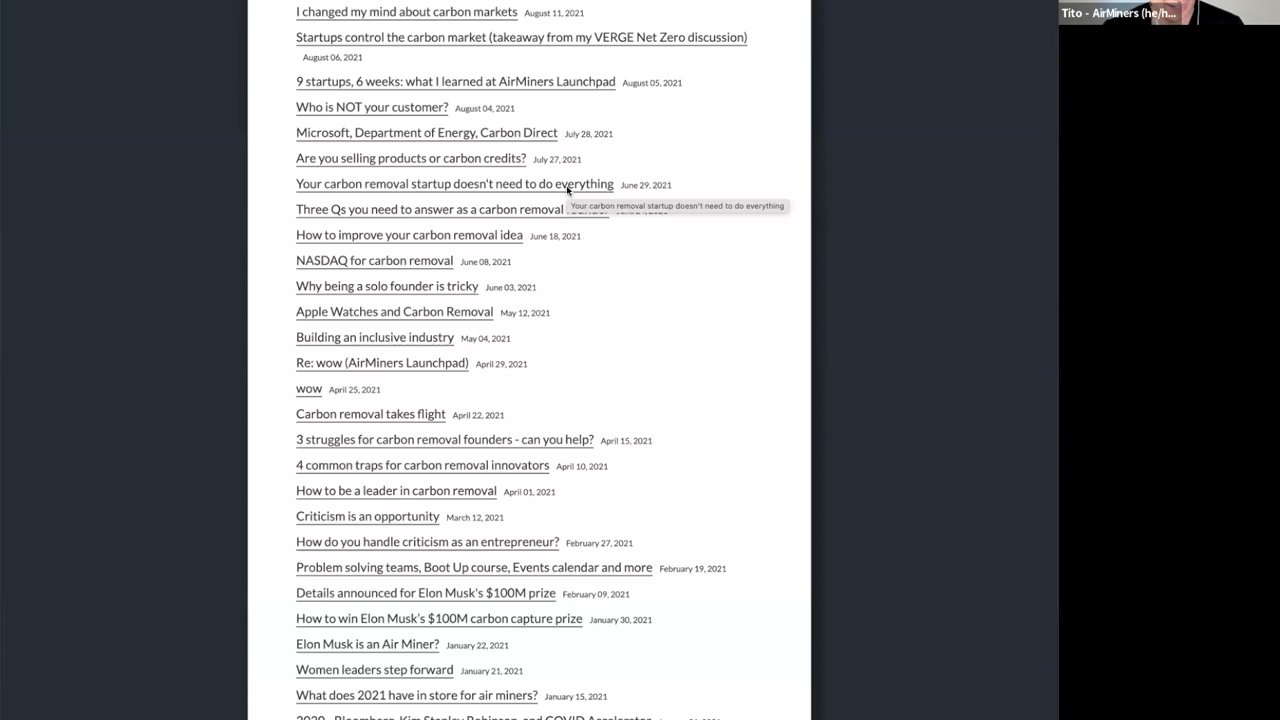 I changed my mind about carbon markets August 11, 2021
Tito - AirMiners (he/h...
Startups control the carbon market (takeaway from my VERGE Net Zero discussion)
August 06, 2021
9 startups, 6 weeks: what I learned at AirMiners Launchpad August 05, 2021
Who is NOT your customer? August 04, 2021
Microsoft, Department of Energy, Carbon Direct July 28, 2021
Are you selling products or carbon credits? July 27, 2021
Your carbon removal startup doesn't need to do everything June 29, 2021
Your carbon removal startup doesn't need to do everything
Three Qs you need to answer as a carbon removal
How to improve your carbon removal idea June 18, 2021
NASDAQ for carbon removal June 08, 2021
Why being a solo founder is tricky June 03, 2021
Apple Watches and Carbon Removal May 12, 2021
Building an inclusive industry May 04, 2021
Re: wow (AirMiners Launchpad) April 29, 2021
wow April 25, 2021
Carbon removal takes flight April 22, 2021
3 struggles for carbon removal founders - can you help? April 15, 2021
4 common traps for carbon removal innovators April 10, 2021
How to be a leader in carbon removal April 01, 2021
Criticism is an opportunity March 12, 2021
How do you handle criticism as an entrepreneur? February 27, 2021
Problem solving teams, Boot Up course, Events calendar and more February 19, 2021
Details announced for Elon Musk's $100M prize February 09, 2021
How to win Elon Musk's $100M carbon capture prize January 30, 2021
Elon Musk is an Air Miner? January 22, 2021
Women leaders step forward January 21, 2021
What does 2021 have in store for air miners? January 15, 2021
2020 - Bloomberg, Kim Stanley Robinson, and COVID Accelerator